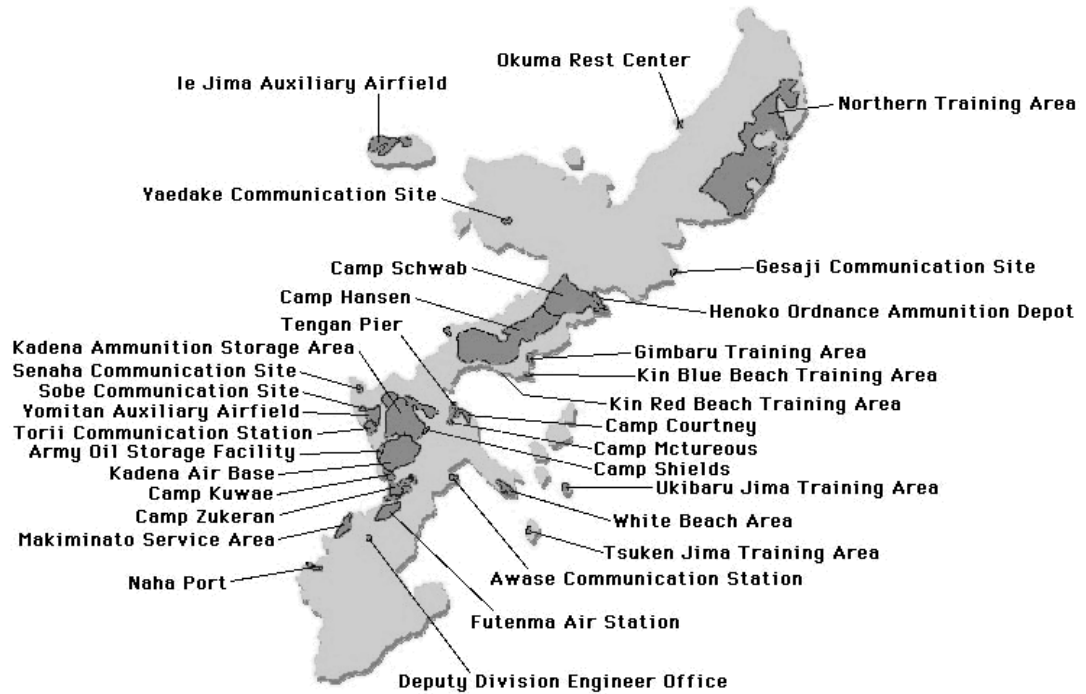 Okuma Rest Center
Ie Jima Auxiliary Airfield
Northern Training Area
Yaedake Communication Site
Camp Schwab
Gesaji Communication Site
Camp Hansen
Henoko Ordnance Ammunition Depot
Tengan Pier
Kadena Ammunition Storage Area
Gimbaru Training Area
Senaha Communication Site
Kin Blue Beach Training Area
Sobe Communication Site
Kin Red Beach Training Area
Yomitan Auxiliary Airfield
Camp Courtney
Torii Communication Station
Camp Mctureous
Army Oil Storage Facility
Camp Shields
Kadena Air Base
Ukibaru Jima Training Area
Camp Kuwae
Camp Zukeran
White Beach Area
Makiminato Service Area
Tsuken Jima Training Area
Naha Port
Awase Communication Station
Futenma Air Station
Deputy Division Engineer Office